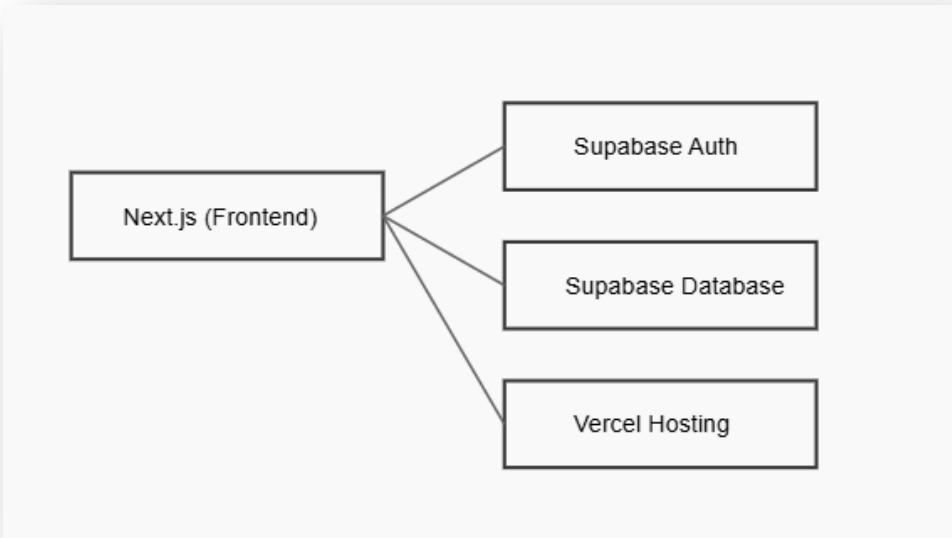 Next.js (Frontend)
Supabase Auth
Supabase Database
Vercel Hosting